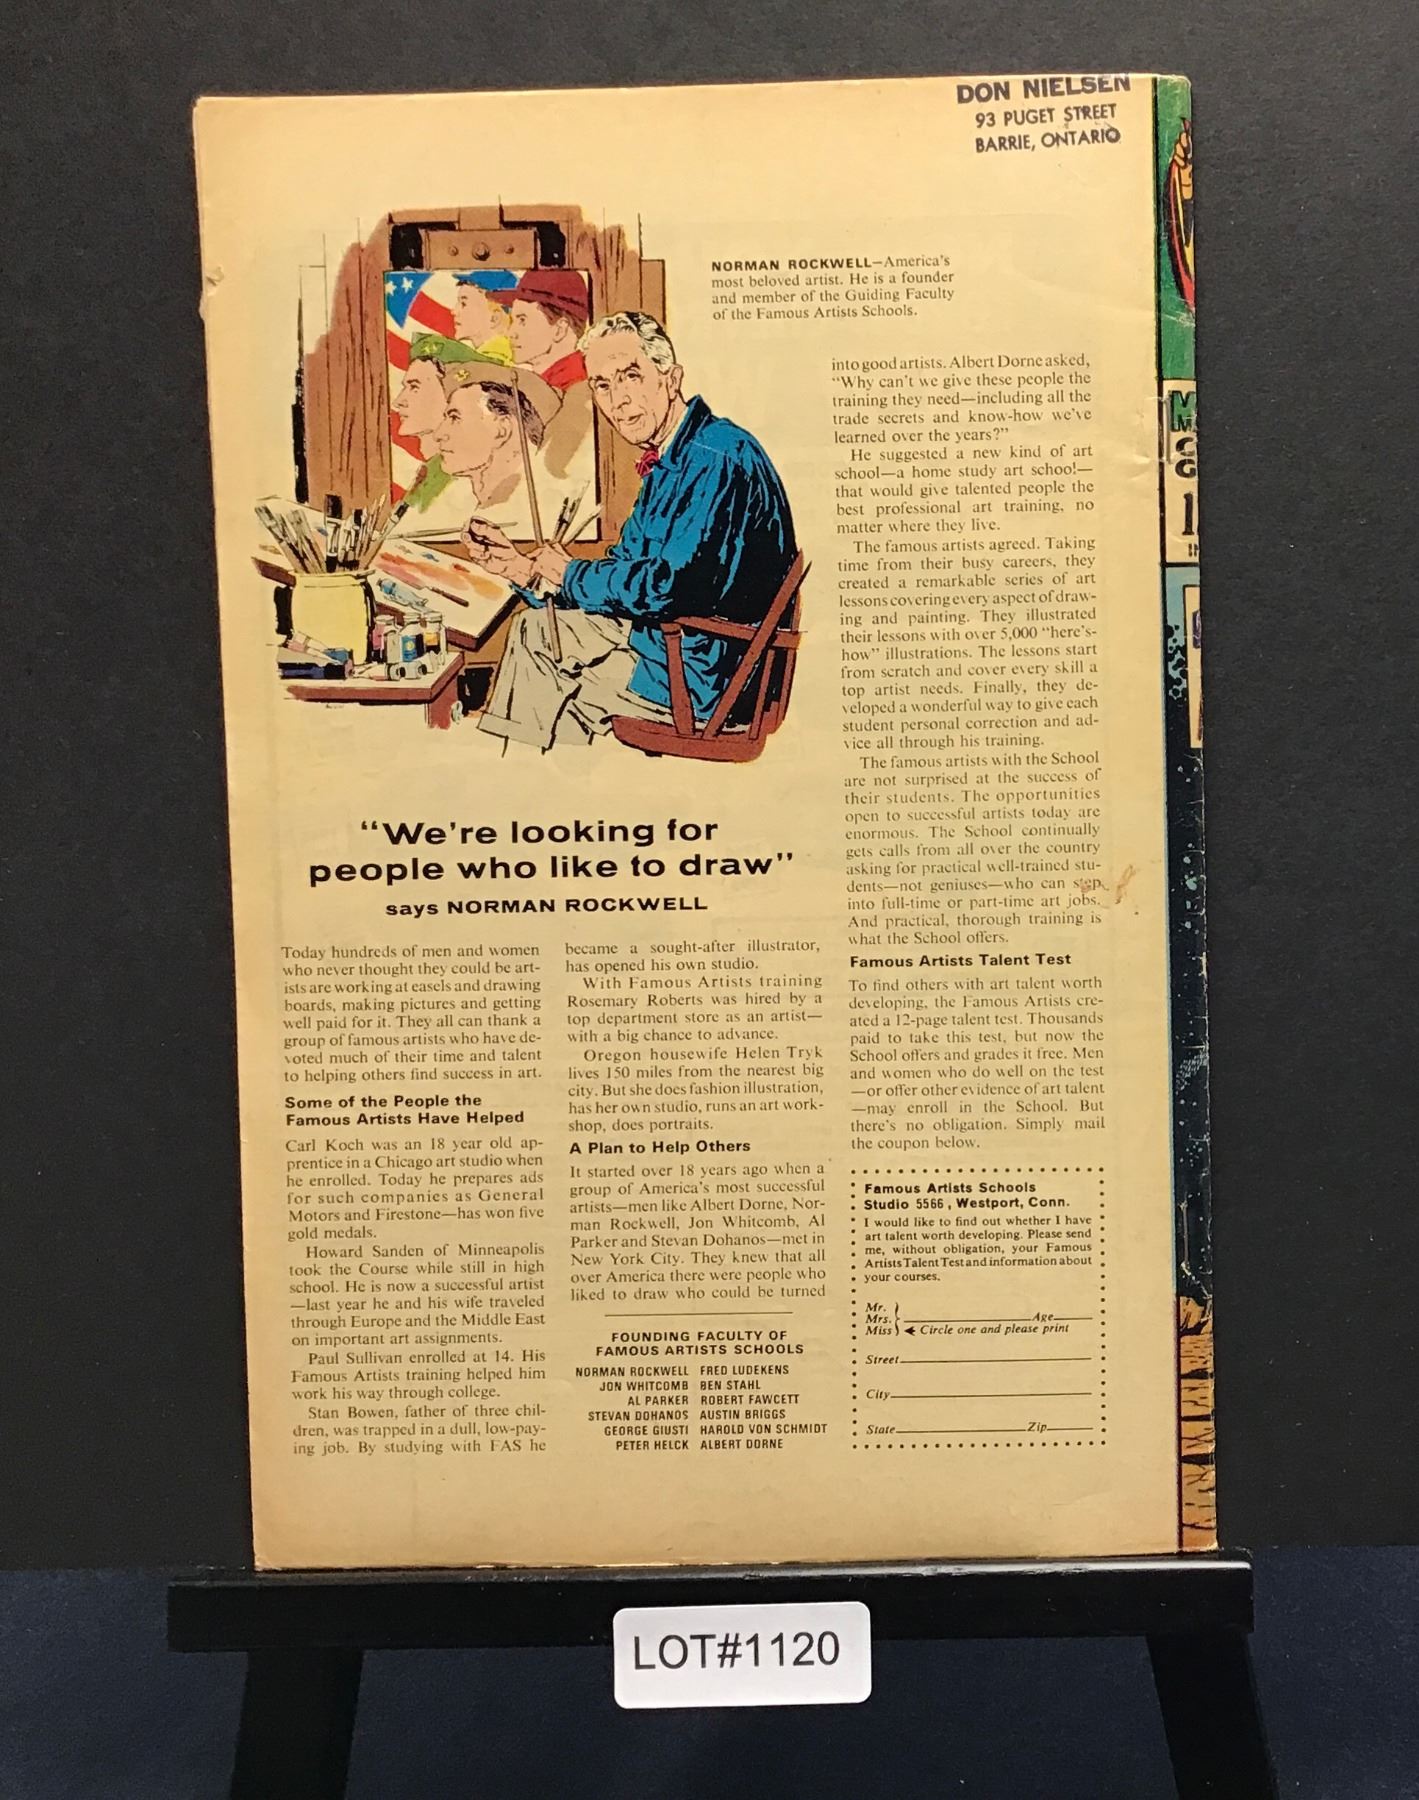 DON NIELSEN
93 PUGET STREET
BARRIE, ONTARIO
NORMAN ROCKWELL—America's
most beloved artist. He is a founder
and member of the Guiding Faculty
of the Famous Artists Schools.
"We're looking for
people who like to draw"
says NORMAN ROCKWELL
Today hundreds of men and women
who never thought they could be art-
ists are working at easels and drawing
boards, making pictures and getting
well paid for it. They all can thank a
group of famous artists who have de-
voted much of their time and talent
to helping others find success in art.
Some of the People the
Famous Artists Have Helped
Carl Koch was an 18 year old ap-
prentice in a Chicago art studio when
he enrolled. Today he prepares ads
for such companies as General
Motors and Firestone—has won five
gold medals.
Howard Sanden of Minneapolis
took the Course while still in high
school. He is now a successful artist
—last year he and his wife traveled
through Europe and the Middle East
on important art assignments.
Paul Sullivan enrolled at 14. His
Famous Artists training helped him
work his way through college.
Stan Bowen, father of three chil-
dren, was trapped in a dull, low-pay-
ing job. By studying with FAS he
became a sought-after illustrator,
has opened his own studio.
With Famous Artists training
Rosemary Roberts was hired by a
top department store as an artist—
with a big chance to advance.
Oregon housewife Helen Tryk
lives 150 miles from the nearest big
city. But she does fashion illustration,
has her own studio, runs an art work-
shop, does portraits.
A Plan to Help Others
It started over 18 years ago when a
group of America's most successful
artists—men like Albert Dorne, Nor-
man Rockwell, Jon Whitcomb, Al
Parker and Stevan Dohanos—met in
New York City. They knew that all
over America there were people who
liked to draw who could be turned
FOUNDING FACULTY OF
FAMOUS ARTISTS SCHOOLS
NORMAN ROCKWELL FRED LUDEKENS
JON WHITCOMB BEN STAHL
AL PARKER ROBERT FAWCETT
STEVAN DOHANOS AUSTIN BRIGGS
GEORGE GIUSTI HAROLD VON SCHMIDT
PETER HELCK ALBERT DORNE
into good artists. Albert Dorne asked,
"Why can't we give these people the
training they need—including all the
trade secrets and know-how we've
learned over the years?"
He suggested a new kind of art
school—a home study art school—
that would give talented people the
best professional art training, no
matter where they live.
The famous artists agreed. Taking
time from their busy careers, they
created a remarkable series of art
lessons covering every aspect of draw-
ing and painting. They illustrated
their lessons with over 5,000 "here's-
how" illustrations. The lessons start
from scratch and cover every skill a
top artist needs. Finally, they de-
veloped a wonderful way to give each
student personal correction and ad-
vice all through his training.
The famous artists with the School
are not surprised at the success of
their students. The opportunities
open to successful artists today are
enormous. The School continually
gets calls from all over the country
asking for practical well-trained stu-
dents—not geniuses—who can step
into full-time or part-time art jobs.
And practical, thorough training is
what the School offers.
Famous Artists Talent Test
To find others with art talent worth
developing, the Famous Artists cre-
ated a 12-page talent test. Thousands
paid to take this test, but now the
School offers and grades it free. Men
and women who do well on the test
—or offer other evidence of art talent
—may enroll in the School. But
there's no obligation. Simply mail
the coupon below.
Famous Artists Schools
Studio 5566, Westport, Conn.
I would like to find out whether I have
art talent worth developing. Please send
me, without obligation, your Famous
Artists Talent Test and information about
your courses.
Mr.
Mrs. Age
Miss Circle one and please print
Street
City
State Zip
LOT#1120